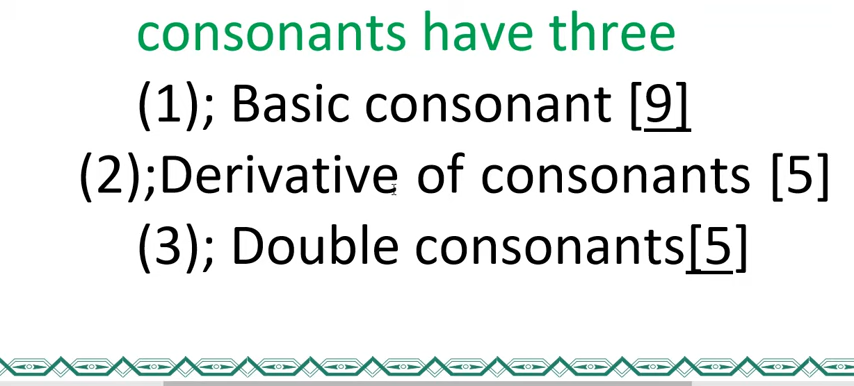 consonants have three
(1); Basic consonant [9]
(2);Derivative of consonants [5]
(3); Double consonants[5]